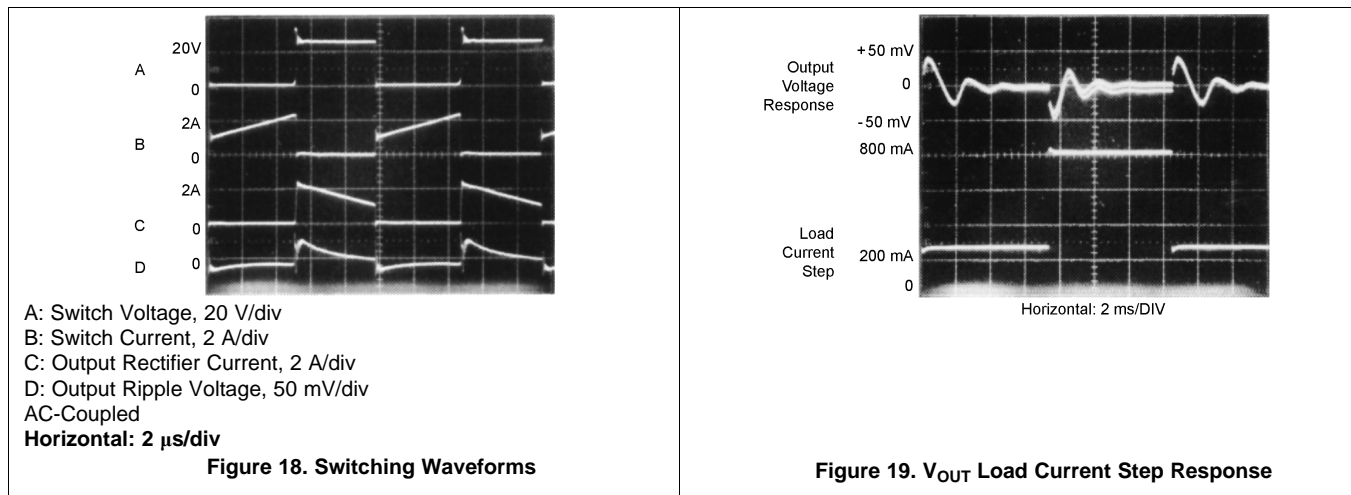 20V
A
0
2A
B
0
2A
C
0
D
0
A: Switch Voltage, 20 V/div
B: Switch Current, 2 A/div
C: Output Rectifier Current, 2 A/div
D: Output Ripple Voltage, 50 mV/div
AC-Coupled
Horizontal: 2 μs/div
Figure 18. Switching Waveforms
+50 mV
Output
Voltage
Response
0
-50 mV
800 mA
Load
Current
Step
200 mA
0
Horizontal: 2 ms/DIV
Figure 19. VOUT Load Current Step Response